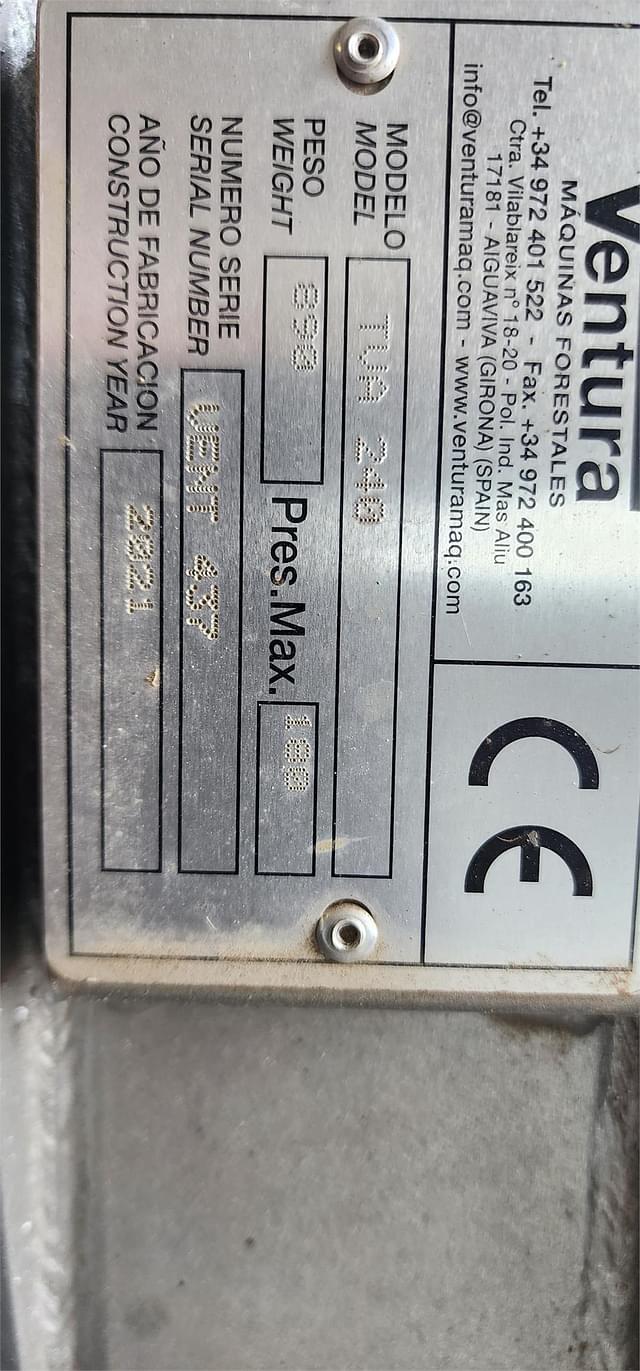 Ventura
MÁQUINAS FORESTALES
Tel. +34 972 401 522 - Fax. +34 972 400 163
Ctra. Vilablareix nº 18-20 - Pol. Ind. Mas Aliu
17181 - AIGUAVIVA (GIRONA) (SPAIN)
info@venturamaq.com - www.venturamaq.com
CE
MODELO
MODEL
TVA 240
PESO
WEIGHT
890
Pres.Max.
180
NUMERO SERIE
SERIAL NUMBER
VEMT 437
AÑO DE FABRICACION
CONSTRUCTION YEAR
2021